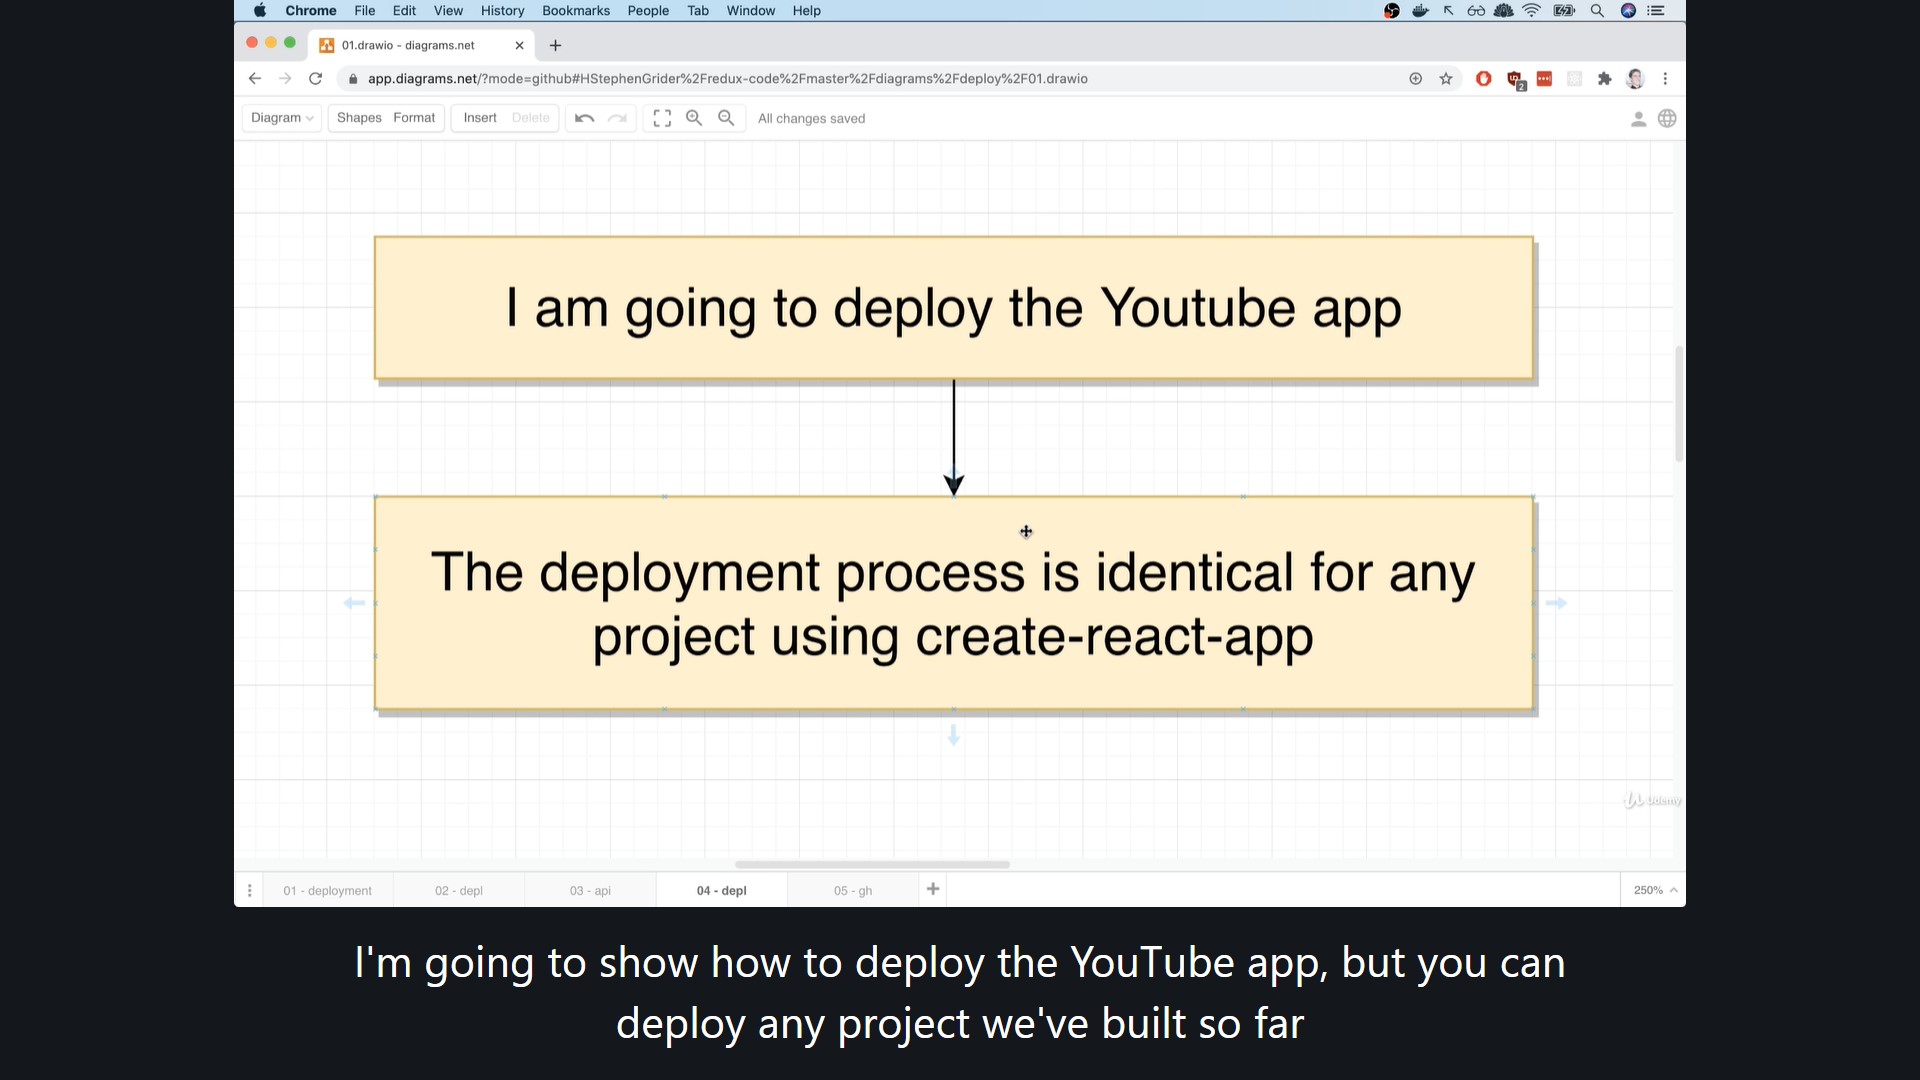 Chrome File Edit View History Bookmarks People Tab Window Help
01.drawio - diagrams.net
app.diagrams.net/?mode=github#HStephenGrider%2Fredux-code%2Fmaster%2Fdiagrams%2Fdeploy%2F01.drawio
2
Diagram Shapes Format Insert Delete All changes saved
I am going to deploy the Youtube app
The deployment process is identical for any
project using create-react-app
Udemy
01 - deployment 02 - depl 03 - api 04 - depl 05 - gh 250%
I'm going to show how to deploy the YouTube app, but you can
deploy any project we've built so far